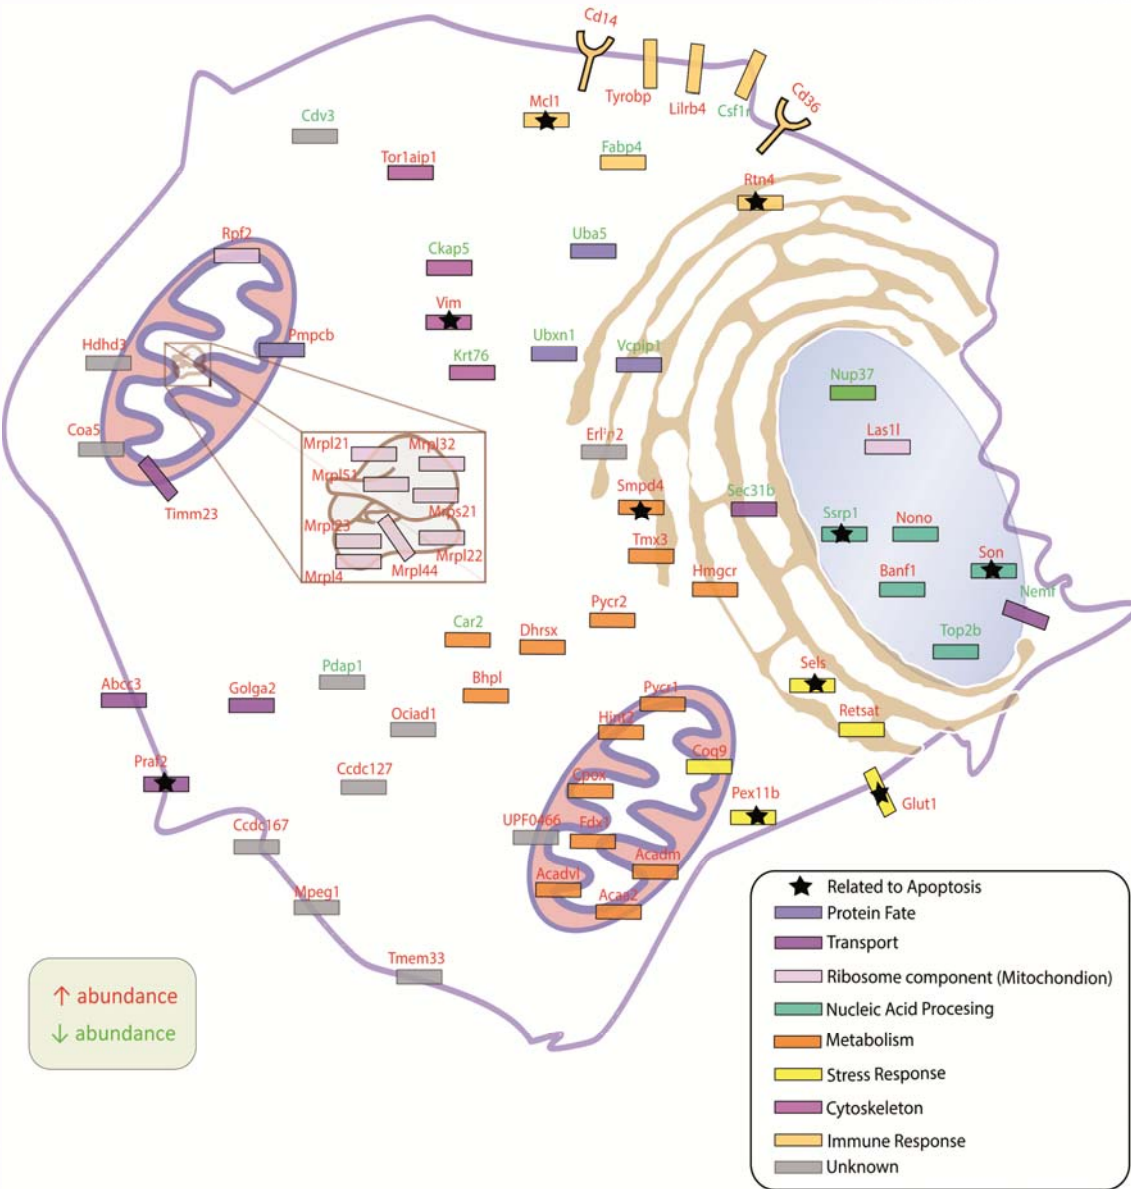 Cd14
Tyrobp
Lilrb4
Csf1r
Cd36
Mcl1
Cdv3
Fabp4
Tor1aip1
Rtn4
Rpf2
Ckap5
Uba5
Vim
Pmpcb
Hdhd3
Krt76
Ubxn1
Vcpip1
Nup37
Coa5
Mrpl21
Mrpl32
Erlin2
Las1l
Mrpl51
Timm23
Mrps21
Smpd4
Sec31b
Ssrp1
Nono
Mrpl23
Mrpl22
Tmx3
Son
Mrpl4
Mrpl44
Hmgcr
Banf1
Nemf
Pycr2
Car2
Dhrsx
Top2b
Pdap1
Abcc3
Golga2
Bhpl
Pycr1
Sels
Ociad1
Hint2
Retsat
Praf2
Coq9
Ccdc127
Cpox
Pex11b
Glut1
Ccdc167
UPF0466
Fdx1
Acadm
Mpeg1
Acadvl
Acaa2
Tmem33
↑ abundance
↓ abundance
Related to Apoptosis
Protein Fate
Transport
Ribosome component (Mitochondion)
Nucleic Acid Procesing
Metabolism
Stress Response
Cytoskeleton
Immune Response
Unknown